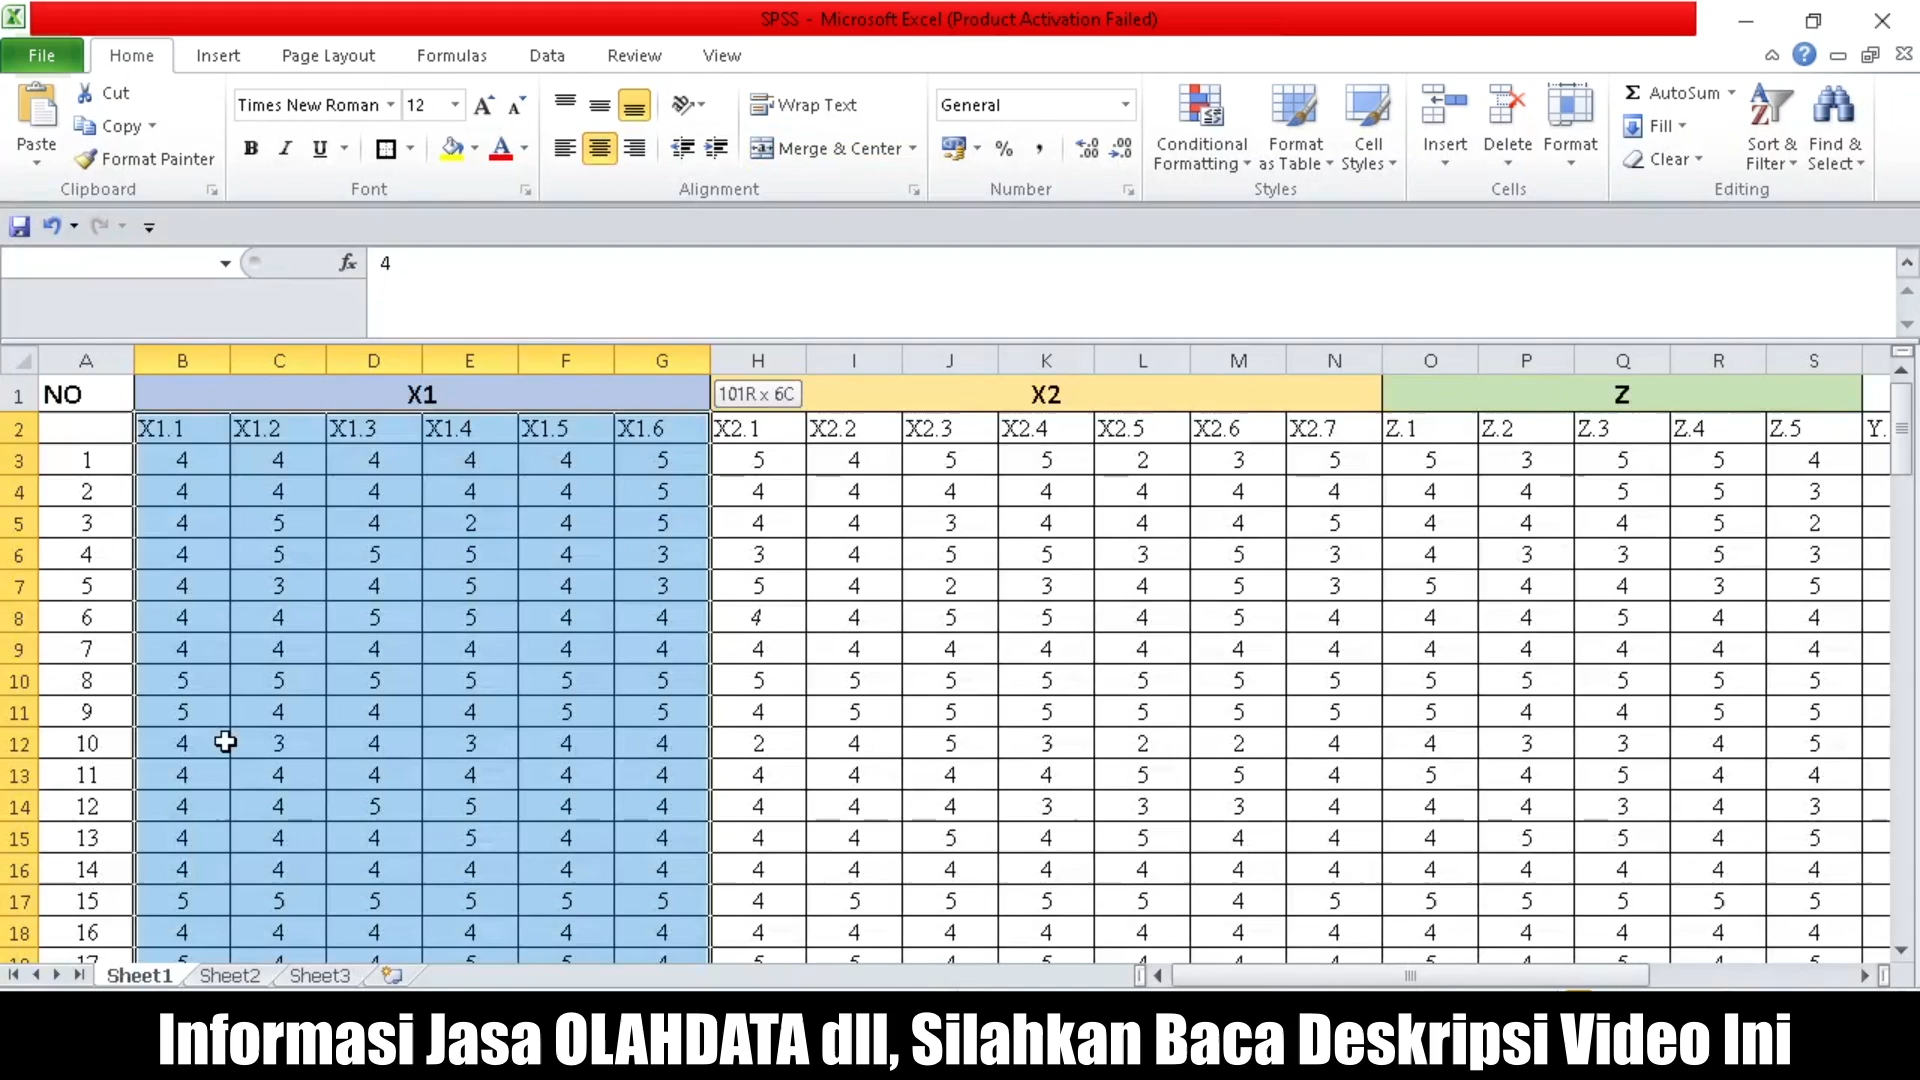 SPSS - Microsoft Excel (Product Activation Failed)
File Home Insert Page Layout Formulas Data Review View
Cut
Copy
Format Painter
Paste
Clipboard
Times New Roman 12
B I U
Font
Wrap Text
Merge & Center
Alignment
General
% ,
Number
Conditional Formatting
Format as Table
Cell Styles
Styles
Insert Delete Format
Cells
Σ AutoSum
Fill
Clear
Sort & Filter
Find & Select
Editing
fx 4
A B C D E F G H I J K L M N O P Q R S
1 NO X1 101R x 6C X2 Z
2 X1.1 X1.2 X1.3 X1.4 X1.5 X1.6 X2.1 X2.2 X2.3 X2.4 X2.5 X2.6 X2.7 Z.1 Z.2 Z.3 Z.4 Z.5 Y.
3 1 4 4 4 4 4 5 5 4 5 5 2 3 5 5 3 5 5 4
4 2 4 4 4 4 4 5 4 4 4 4 4 4 4 4 4 5 5 3
5 3 4 5 4 2 4 5 4 4 3 4 4 4 5 4 4 4 5 2
6 4 4 5 5 5 4 3 3 4 5 5 3 5 3 4 3 3 5 3
7 5 4 3 4 5 4 3 5 4 2 3 4 5 3 5 4 4 3 5
8 6 4 4 5 5 4 4 4 4 5 5 4 5 4 4 4 5 4 4
9 7 4 4 4 4 4 4 4 4 4 4 4 4 4 4 4 4 4 4
10 8 5 5 5 5 5 5 5 5 5 5 5 5 5 5 5 5 5 5
11 9 5 4 4 4 5 5 4 5 5 5 5 5 5 5 4 4 5 5
12 10 4 3 4 3 4 4 2 4 5 3 2 2 4 4 3 3 4 5
13 11 4 4 4 4 4 4 4 4 4 4 5 5 4 5 4 5 4 4
14 12 4 4 5 5 4 4 4 4 4 3 3 3 4 4 4 3 4 3
15 13 4 4 4 5 4 4 4 4 5 4 5 4 4 4 5 5 4 5
16 14 4 4 4 4 4 4 4 4 4 4 4 4 4 4 4 4 4 4
17 15 5 5 5 5 5 5 4 5 5 5 5 4 5 5 5 5 5 5
18 16 4 4 4 4 4 4 4 4 4 4 4 4 4 4 4 4 4 4
Sheet1 Sheet2 Sheet3
Informasi Jasa OLAHDATA dll, Silahkan Baca Deskripsi Video Ini